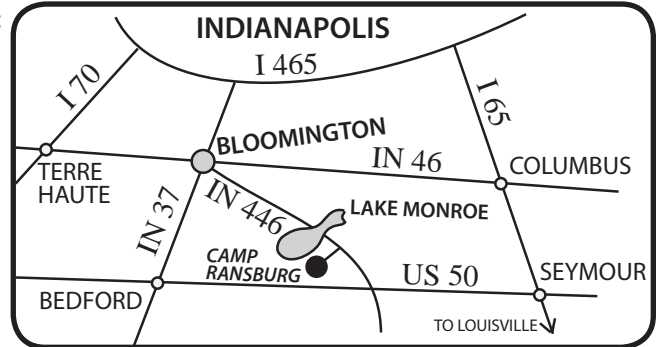 INDIANAPOLIS
I 465
I 70
I 65
BLOOMINGTON
IN 46
COLUMBUS
TERRE
HAUTE
IN 37
IN 446
LAKE MONROE
CAMP
RANSBURG
US 50
SEYMOUR
BEDFORD
TO LOUISVILLE